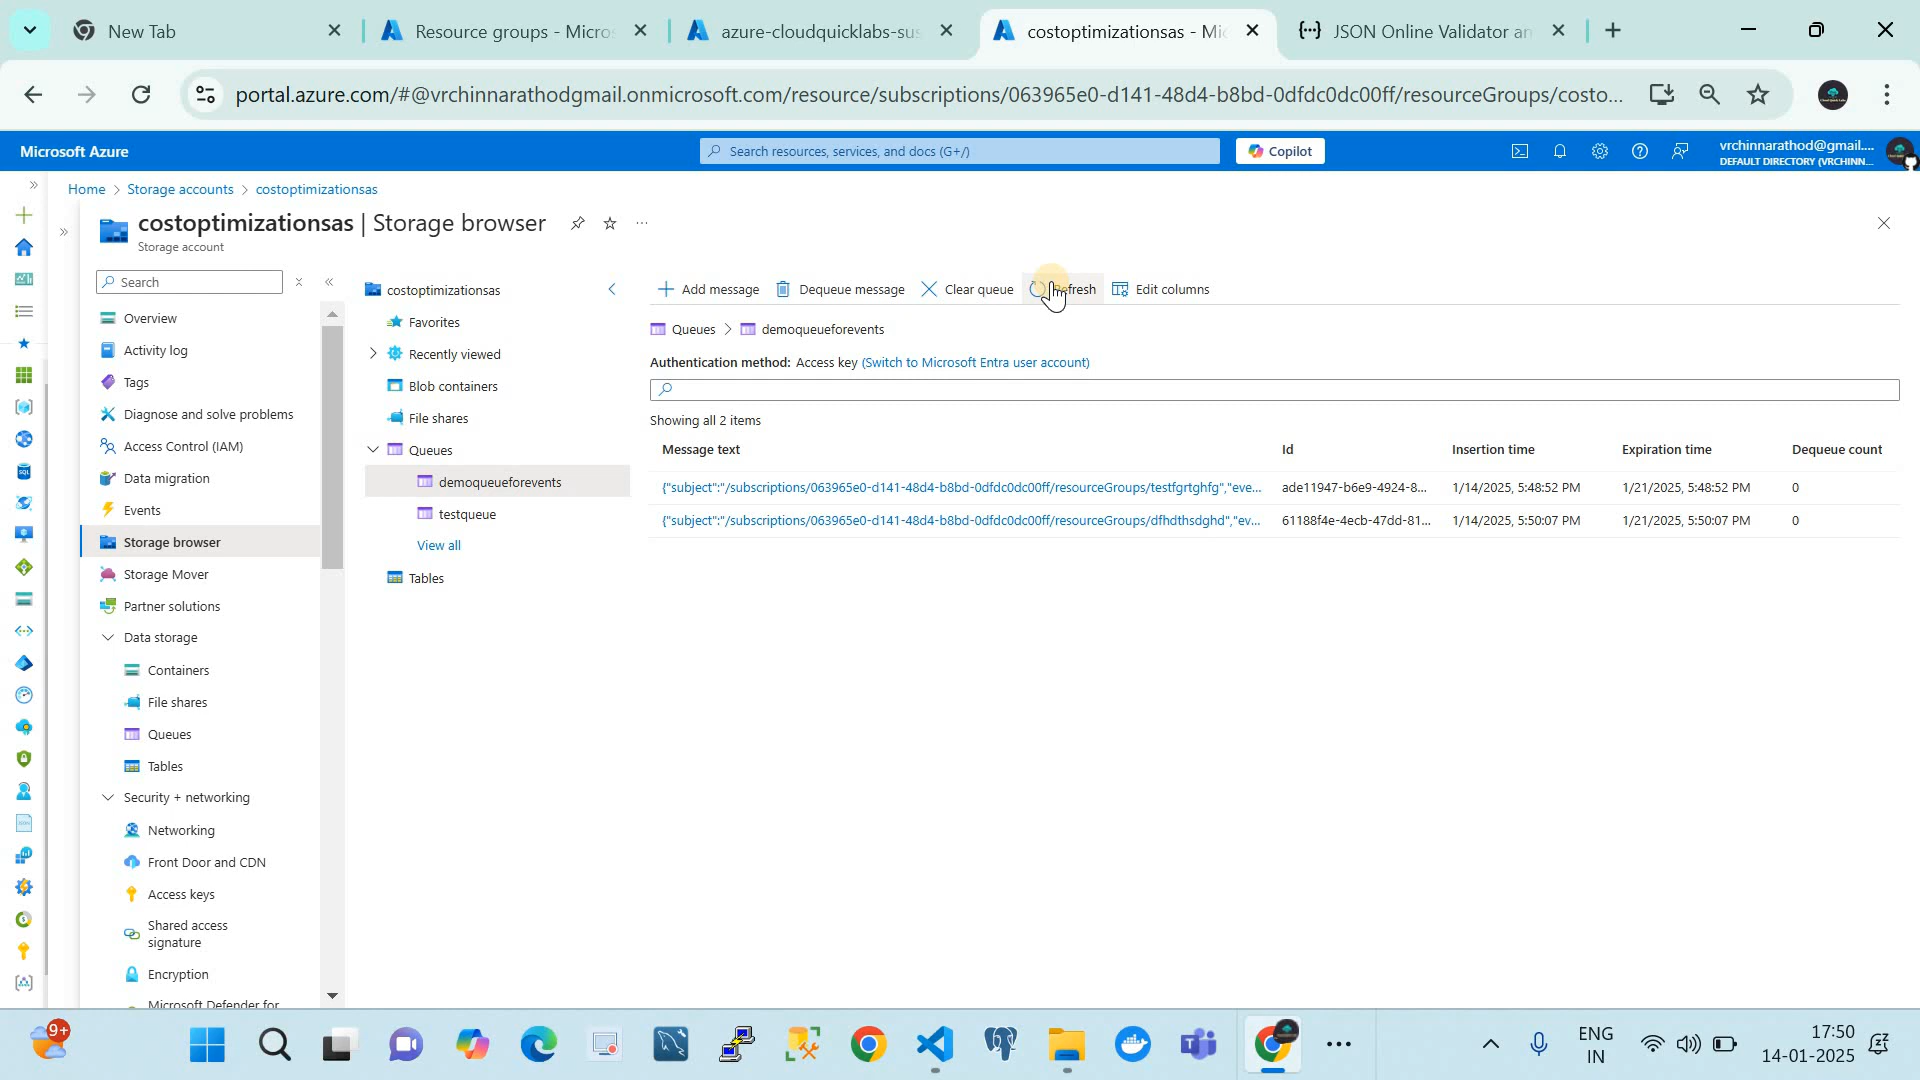 New Tab
Resource groups - Micros
azure-cloudquicklabs-sus
costoptimizationsas - Mi
JSON Online Validator an
portal.azure.com/#@vrchinnarathodgmail.onmicrosoft.com/resource/subscriptions/063965e0-d141-48d4-b8bd-0dfdc0dc00ff/resourceGroups/costo...
Microsoft Azure
Search resources, services, and docs (G+/)
Copilot
vrchinnarathod@gmail....
DEFAULT DIRECTORY (VRCHINN...
Home > Storage accounts > costoptimizationsas
costoptimizationsas | Storage browser
Storage account
Search
Overview
Activity log
Tags
Diagnose and solve problems
Access Control (IAM)
Data migration
Events
Storage browser
Storage Mover
Partner solutions
Data storage
Containers
File shares
Queues
Tables
Security + networking
Networking
Front Door and CDN
Access keys
Shared access
signature
Encryption
Microsoft Defender for
costoptimizationsas
Favorites
Recently viewed
Blob containers
File shares
Queues
demoqueueforevents
testqueue
View all
Tables
Add message
Dequeue message
Clear queue
Refresh
Edit columns
Queues > demoqueueforevents
Authentication method: Access key (Switch to Microsoft Entra user account)
Showing all 2 items
Message text Id Insertion time Expiration time Dequeue count
{"subject":"/subscriptions/063965e0-d141-48d4-b8bd-0dfdc0dc00ff/resourceGroups/testfgrtghfg","eve... ade11947-b6e9-4924-8... 1/14/2025, 5:48:52 PM 1/21/2025, 5:48:52 PM 0
{"subject":"/subscriptions/063965e0-d141-48d4-b8bd-0dfdc0dc00ff/resourceGroups/dfhdthsdghd","ev... 61188f4e-4ecb-47dd-81... 1/14/2025, 5:50:07 PM 1/21/2025, 5:50:07 PM 0
9+
ENG
IN
17:50
14-01-2025